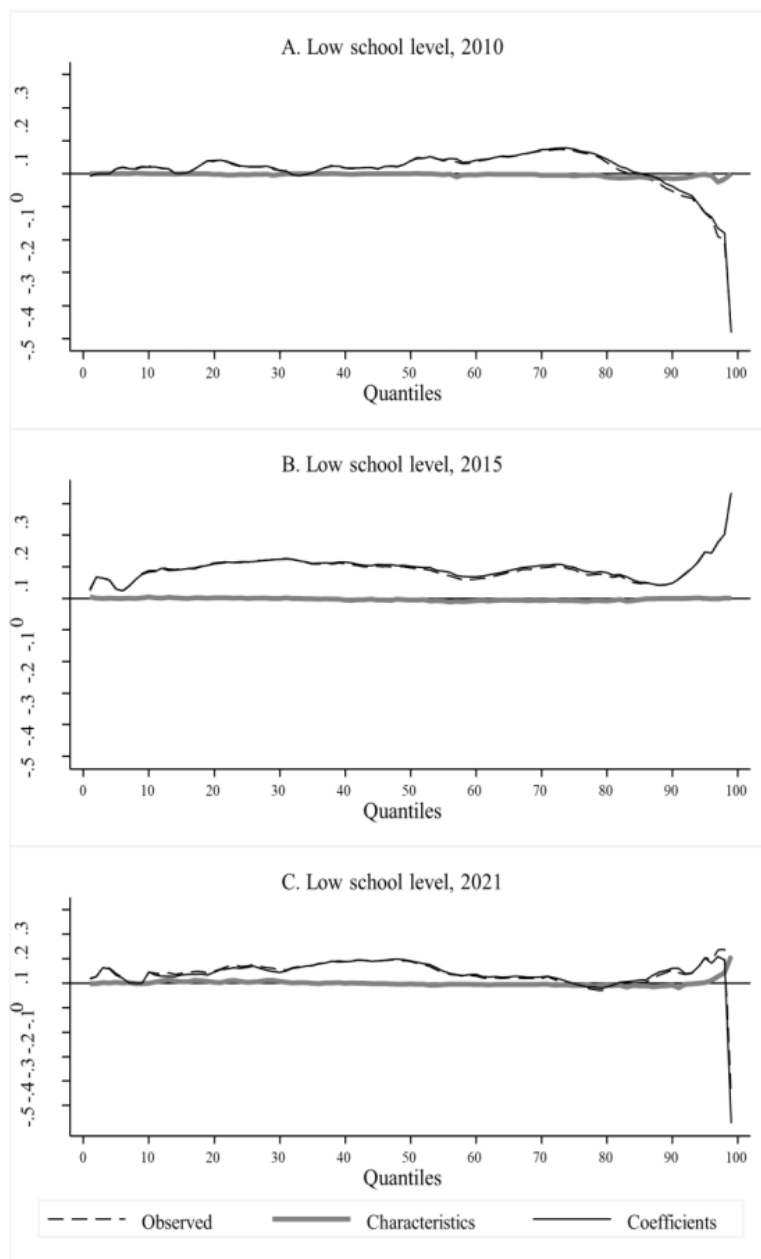 A. Low school level, 2010
.3
.2
.1
0
-.1
-.2
-.3
-.4
-.5
0 10 20 30 40 50 60 70 80 90 100
Quantiles
B. Low school level, 2015
.3
.2
.1
0
-.1
-.2
-.3
-.4
-.5
0 10 20 30 40 50 60 70 80 90 100
Quantiles
C. Low school level, 2021
.3
.2
.1
0
-.1
-.2
-.3
-.4
-.5
0 10 20 30 40 50 60 70 80 90 100
Quantiles
Observed Characteristics Coefficients